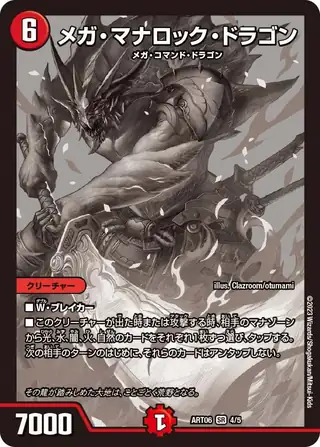 6
メガ・マナロック・ドラゴン
メガ・コマンド・ドラゴン
クリーチャー
illus. Clazroom/otumami
■W・ブレイカー
■このクリーチャーが出た時または攻撃する時、相手のマナゾーン
から光、水、闇、火、自然のカードをそれぞれ1枚ずつ選び、タップする。
次の相手のターンのはじめに、それらのカードはアンタップしない。
その龍が踏みしめた大地は、ことごとく荒野となる。
7000
1
ART06 SR 4/5
©2023 Wizards/Shogakukan/Mitsui-Kids